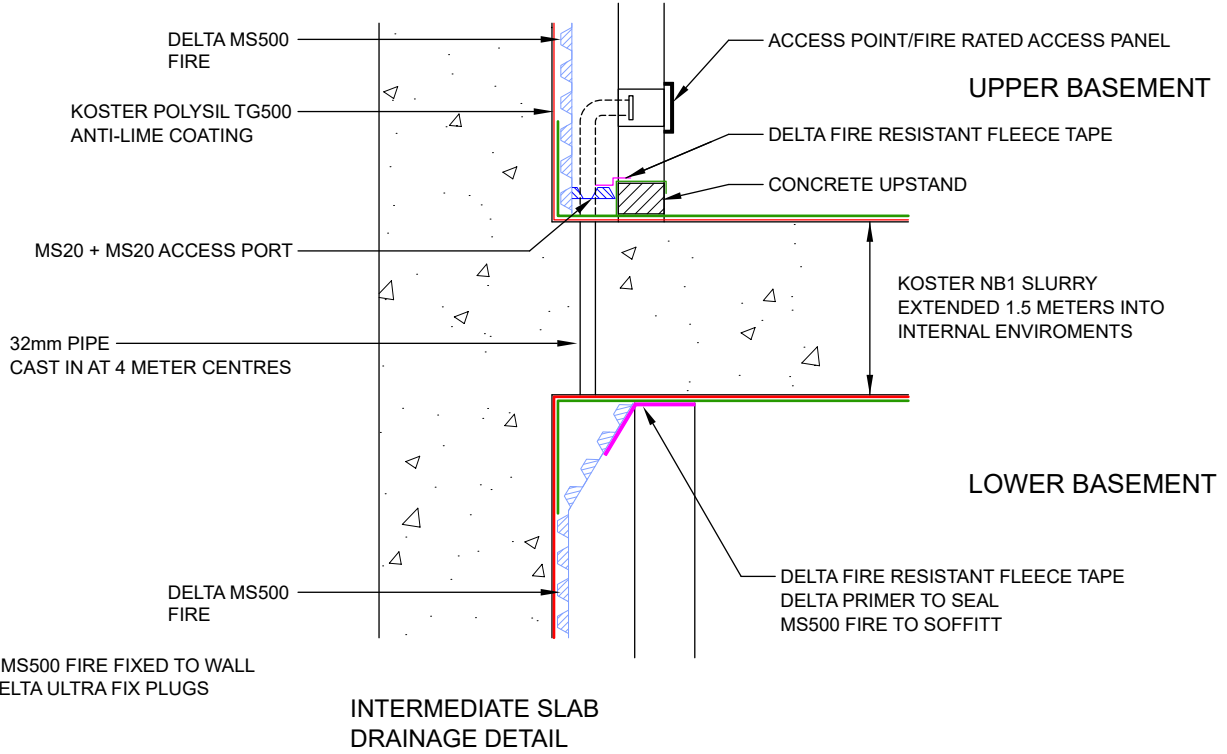 DELTA MS500
FIRE
KOSTER POLYSIL TG500
ANTI-LIME COATING
MS20 + MS20 ACCESS PORT
32mm PIPE
CAST IN AT 4 METER CENTRES
DELTA MS500
FIRE
MS500 FIRE FIXED TO WALL
ELTA ULTRA FIX PLUGS
ACCESS POINT/FIRE RATED ACCESS PANEL
UPPER BASEMENT
DELTA FIRE RESISTANT FLEECE TAPE
CONCRETE UPSTAND
KOSTER NB1 SLURRY
EXTENDED 1.5 METERS INTO
INTERNAL ENVIROMENTS
LOWER BASEMENT
DELTA FIRE RESISTANT FLEECE TAPE
DELTA PRIMER TO SEAL
MS500 FIRE TO SOFFITT
INTERMEDIATE SLAB
DRAINAGE DETAIL